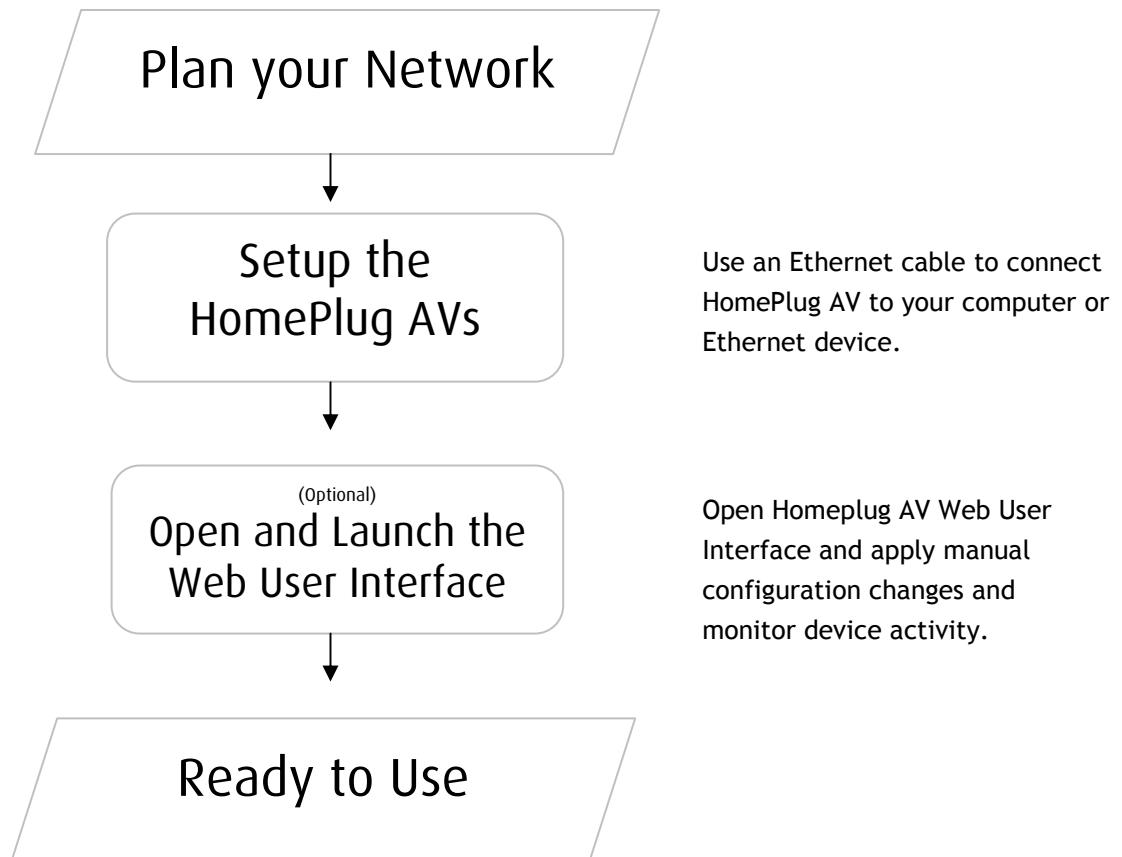 Plan your Network
Setup the
HomePlug AVs
Use an Ethernet cable to connect
HomePlug AV to your computer or
Ethernet device.
(Optional)
Open and Launch the
Web User Interface
Open Homeplug AV Web User
Interface and apply manual
configuration changes and
monitor device activity.
Ready to Use